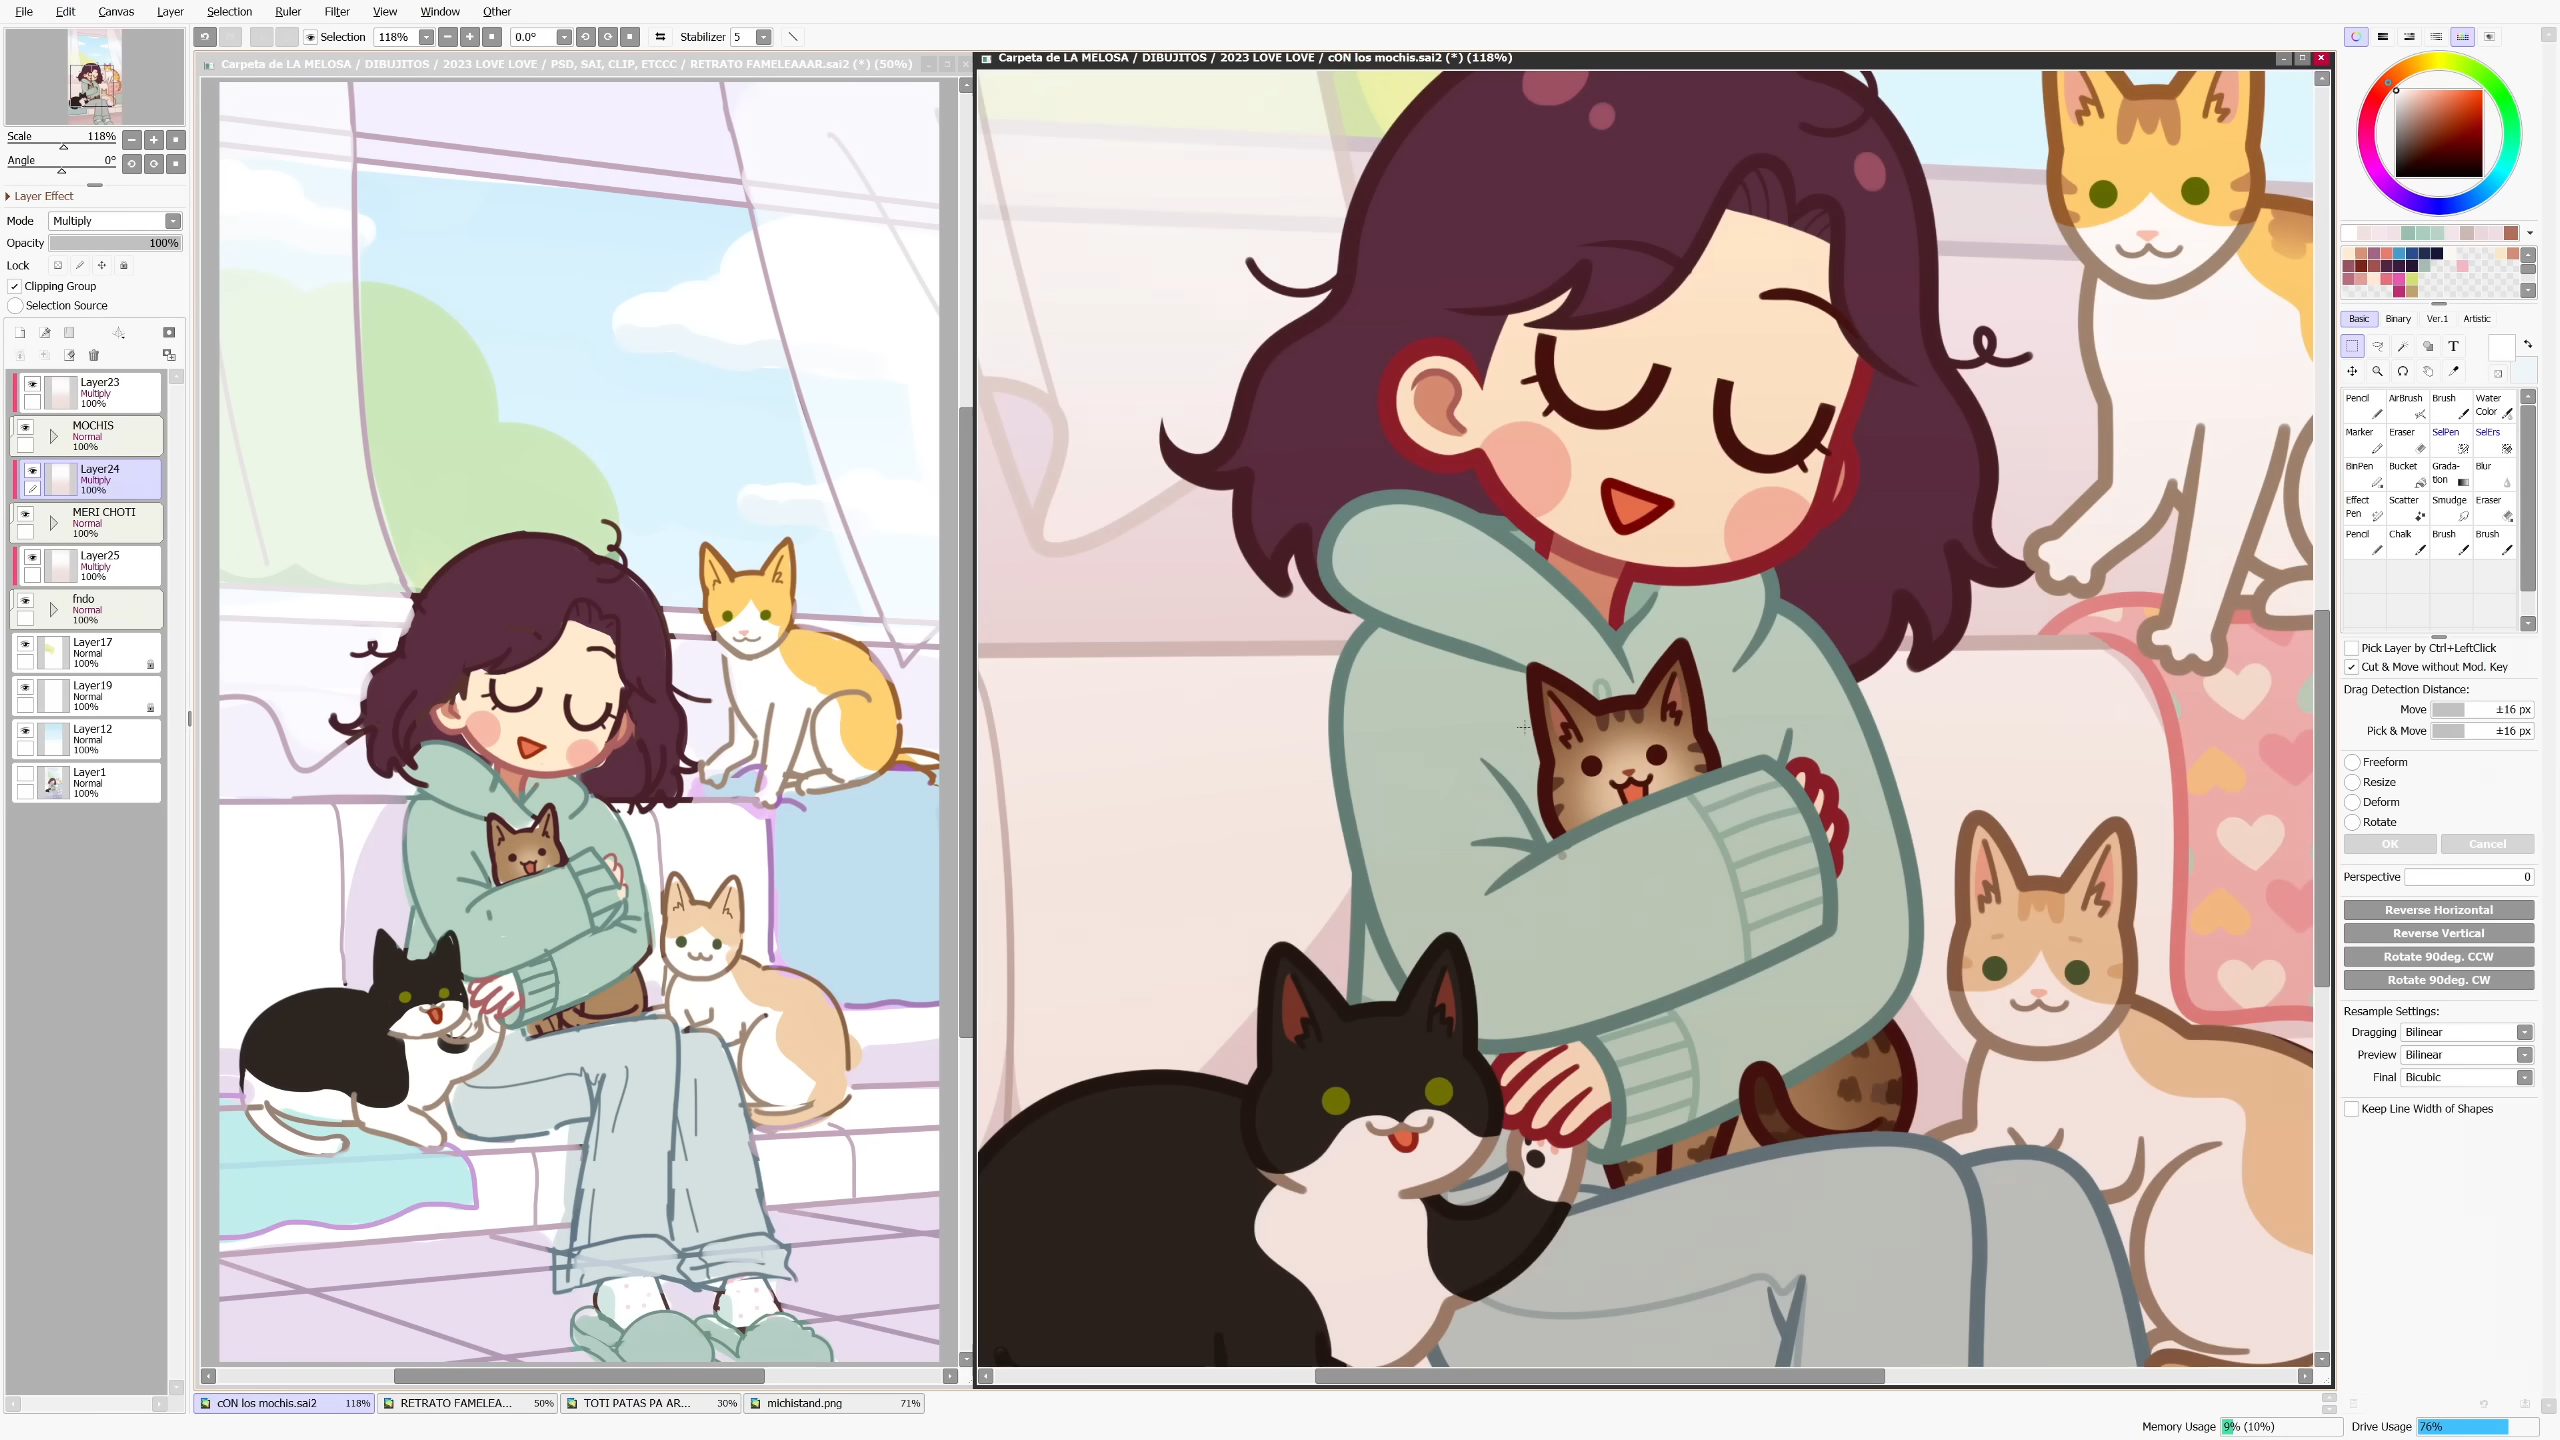 File Edit Canvas Layer Selection Ruler Filter View Window Other
Selection 118% 0.0° Stabilizer 5
Carpeta de LA MELOSA / DIBUJITOS / 2023 LOVE LOVE / PSD, SAI, CLIP, ETCCC / RETRATO FAMELEAAAR.sai2 (*) (50%)
Carpeta de LA MELOSA / DIBUJITOS / 2023 LOVE LOVE / cON los mochis.sai2 (*) (118%)
Scale 118%
Angle 0°
Layer Effect
Mode Multiply
Opacity 100%
Lock
Clipping Group
Selection Source
Layer23
Multiply
100%
MOCHIS
Normal
100%
Layer24
Multiply
100%
MERI CHOTI
Normal
100%
Layer25
Multiply
100%
fndo
Normal
100%
Layer17
Normal
100%
Layer19
Normal
100%
Layer12
Normal
100%
Layer1
Normal
100%
Basic Binary Ver.1 Artistic
T
Pencil AirBrush Brush Water Color
Marker Eraser SelPen SelErs
BinPen Bucket Grada-tion Blur
Effect Pen Scatter Smudge Eraser
Pencil Chalk Brush Brush
Pick Layer by Ctrl+LeftClick
Cut & Move without Mod. Key
Drag Detection Distance:
Move ±16 px
Pick & Move ±16 px
Freeform
Resize
Deform
Rotate
OK Cancel
Perspective 0
Reverse Horizontal
Reverse Vertical
Rotate 90deg. CCW
Rotate 90deg. CW
Resample Settings:
Dragging Bilinear
Preview Bilinear
Final Bicubic
Keep Line Width of Shapes
cON los mochis.sai2 118% RETRATO FAMELEA... 50% TOTI PATAS PA AR... 30% michistand.png 71%
Memory Usage 9% (10%) Drive Usage 76%